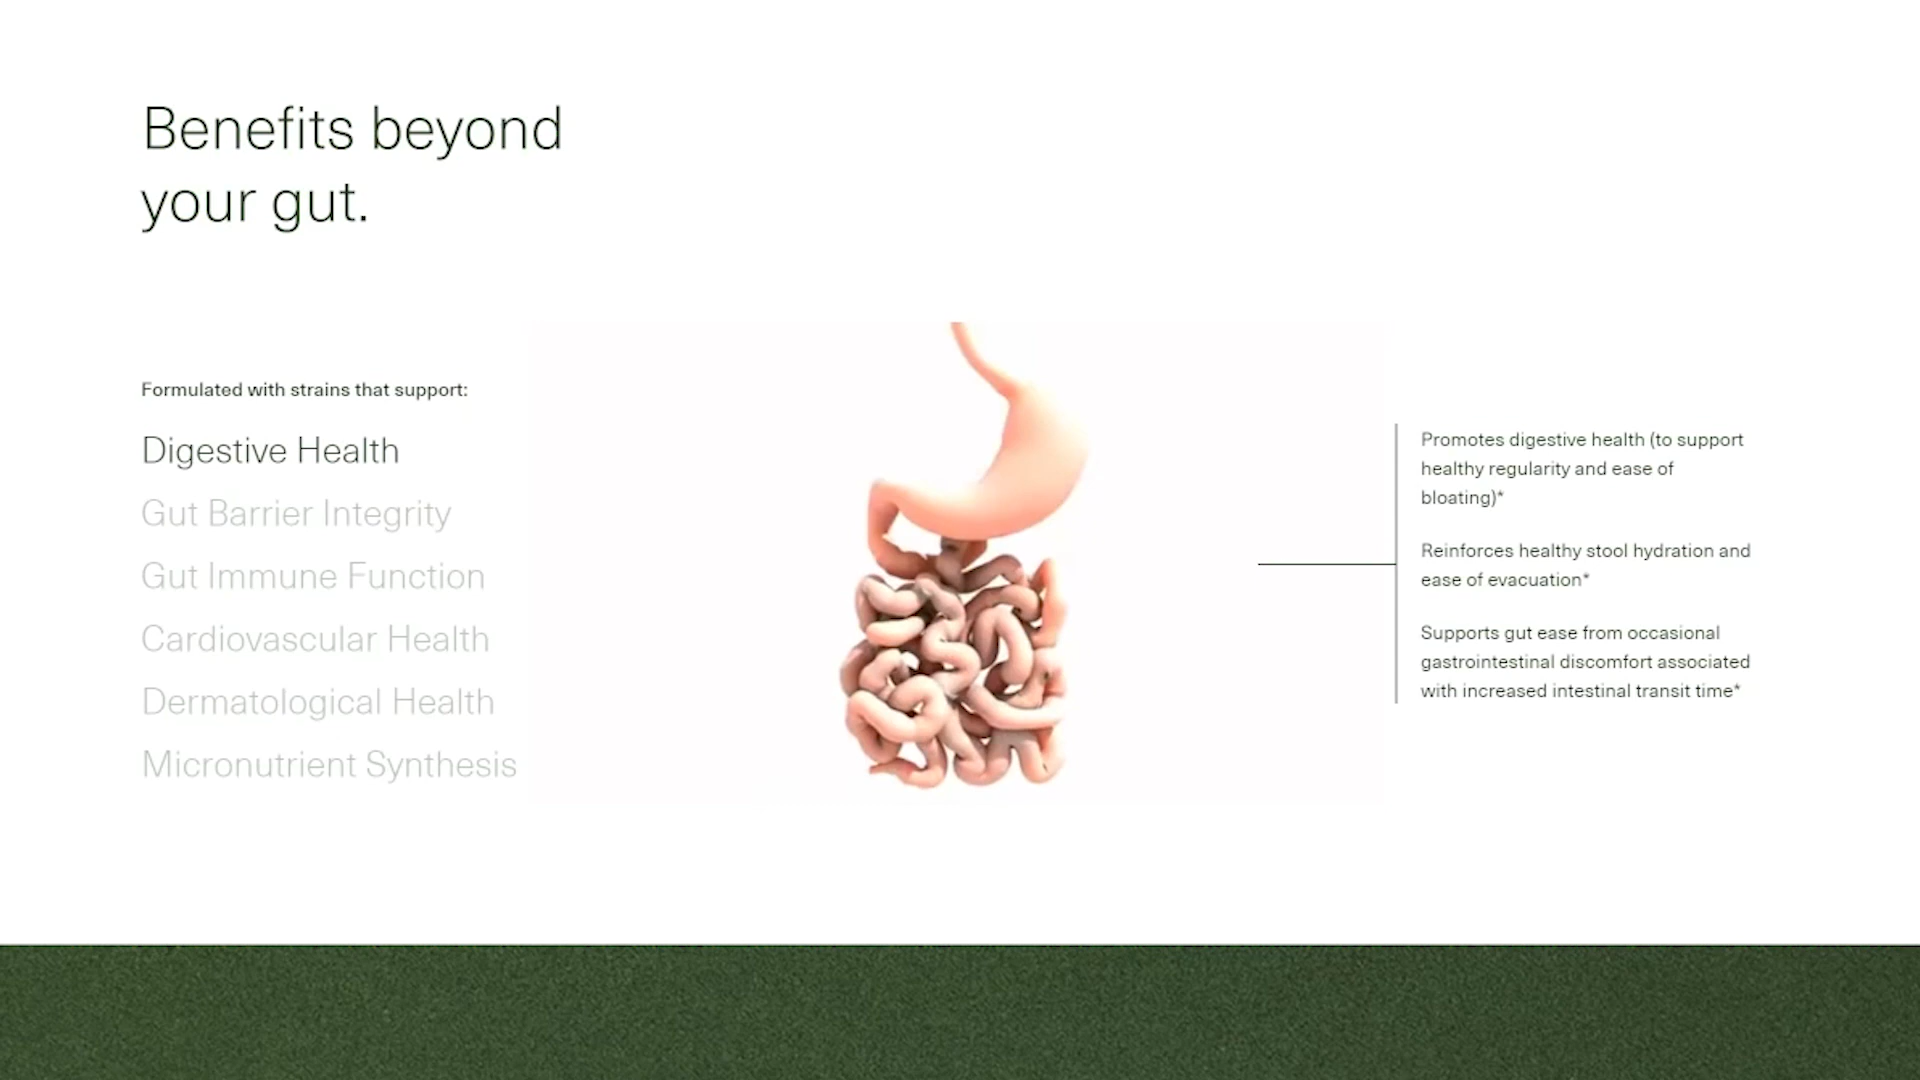 Benefits beyond
your gut.
Formulated with strains that support:
Digestive Health
Gut Barrier Integrity
Gut Immune Function
Cardiovascular Health
Dermatological Health
Micronutrient Synthesis
Promotes digestive health (to support
healthy regularity and ease of
bloating)*
Reinforces healthy stool hydration and
ease of evacuation*
Supports gut ease from occasional
gastrointestinal discomfort associated
with increased intestinal transit time*